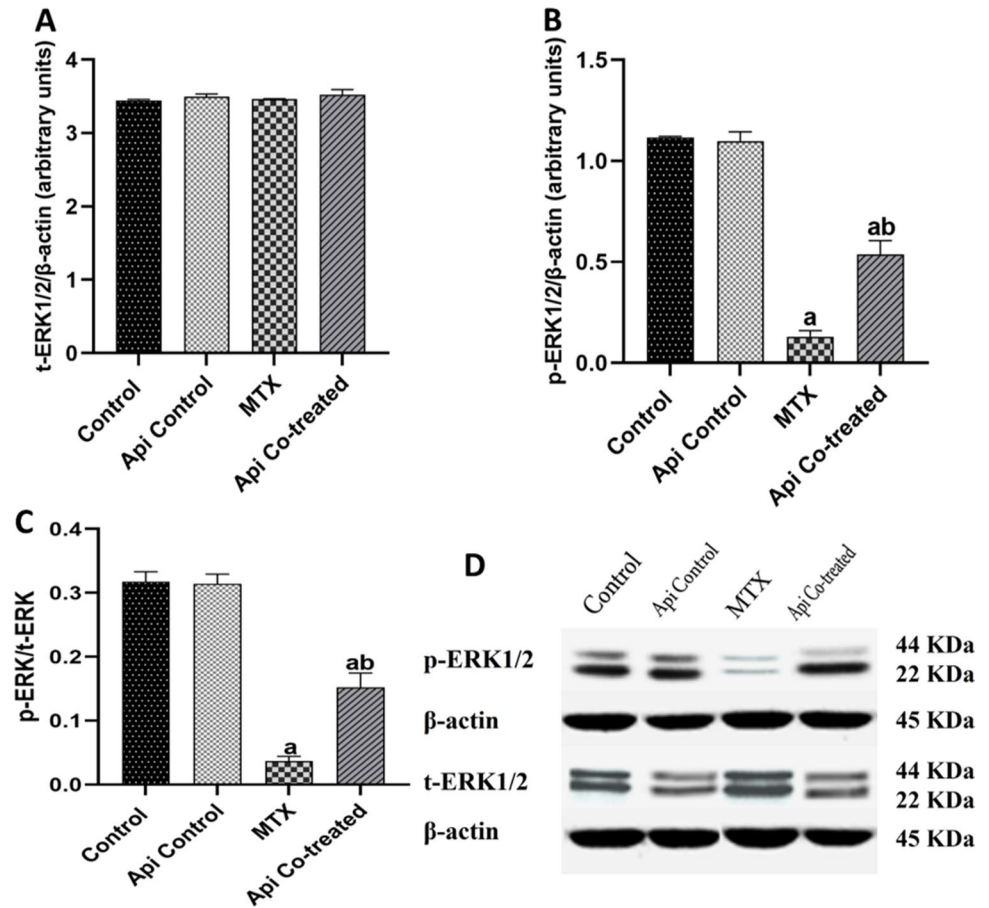 A
t-ERK1/2/β-actin (arbitrary units)
4
3
2
1
0
Control
Api Control
MTX
Api Co-treated
B
p-ERK1/2/β-actin (arbitrary units)
1.5
1.0
0.5
0.0
a
ab
Control
Api Control
MTX
Api Co-treated
C
p-ERK/t-ERK
0.4
0.3
0.2
0.1
0.0
a
ab
Control
Api Control
MTX
Api Co-treated
D
Control
Api Control
MTX
Api Co-treated
p-ERK1/2
44 KDa
22 KDa
β-actin
45 KDa
t-ERK1/2
44 KDa
22 KDa
β-actin
45 KDa